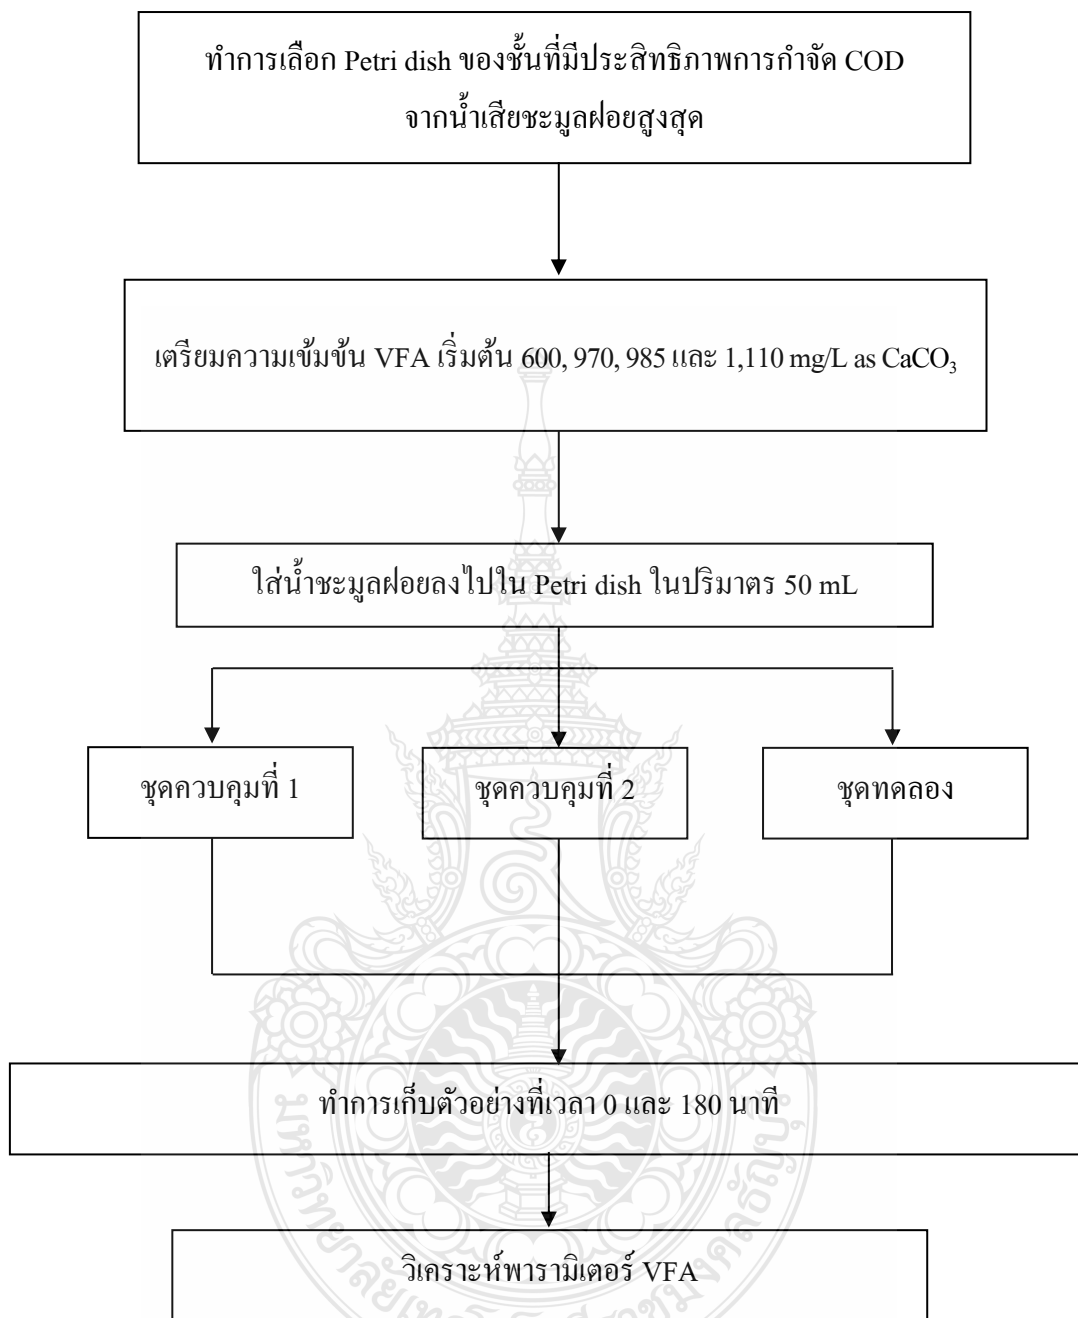 ทำการเลือก Petri dish ของชั้นที่มีประสิทธิภาพการกำจัด COD
จากน้ำเสียชะมูลฝอยสูงสุด
เตรียมความเข้มข้น VFA เริ่มต้น 600, 970, 985 และ 1,110 mg/L as CaCO₃
ใส่น้ำชะมูลฝอยลงไปใน Petri dish ในปริมาตร 50 mL
ชุดควบคุมที่ 1
ชุดควบคุมที่ 2
ชุดทดลอง
ทำการเก็บตัวอย่างที่เวลา 0 และ 180 นาที
วิเคราะห์พารามิเตอร์ VFA